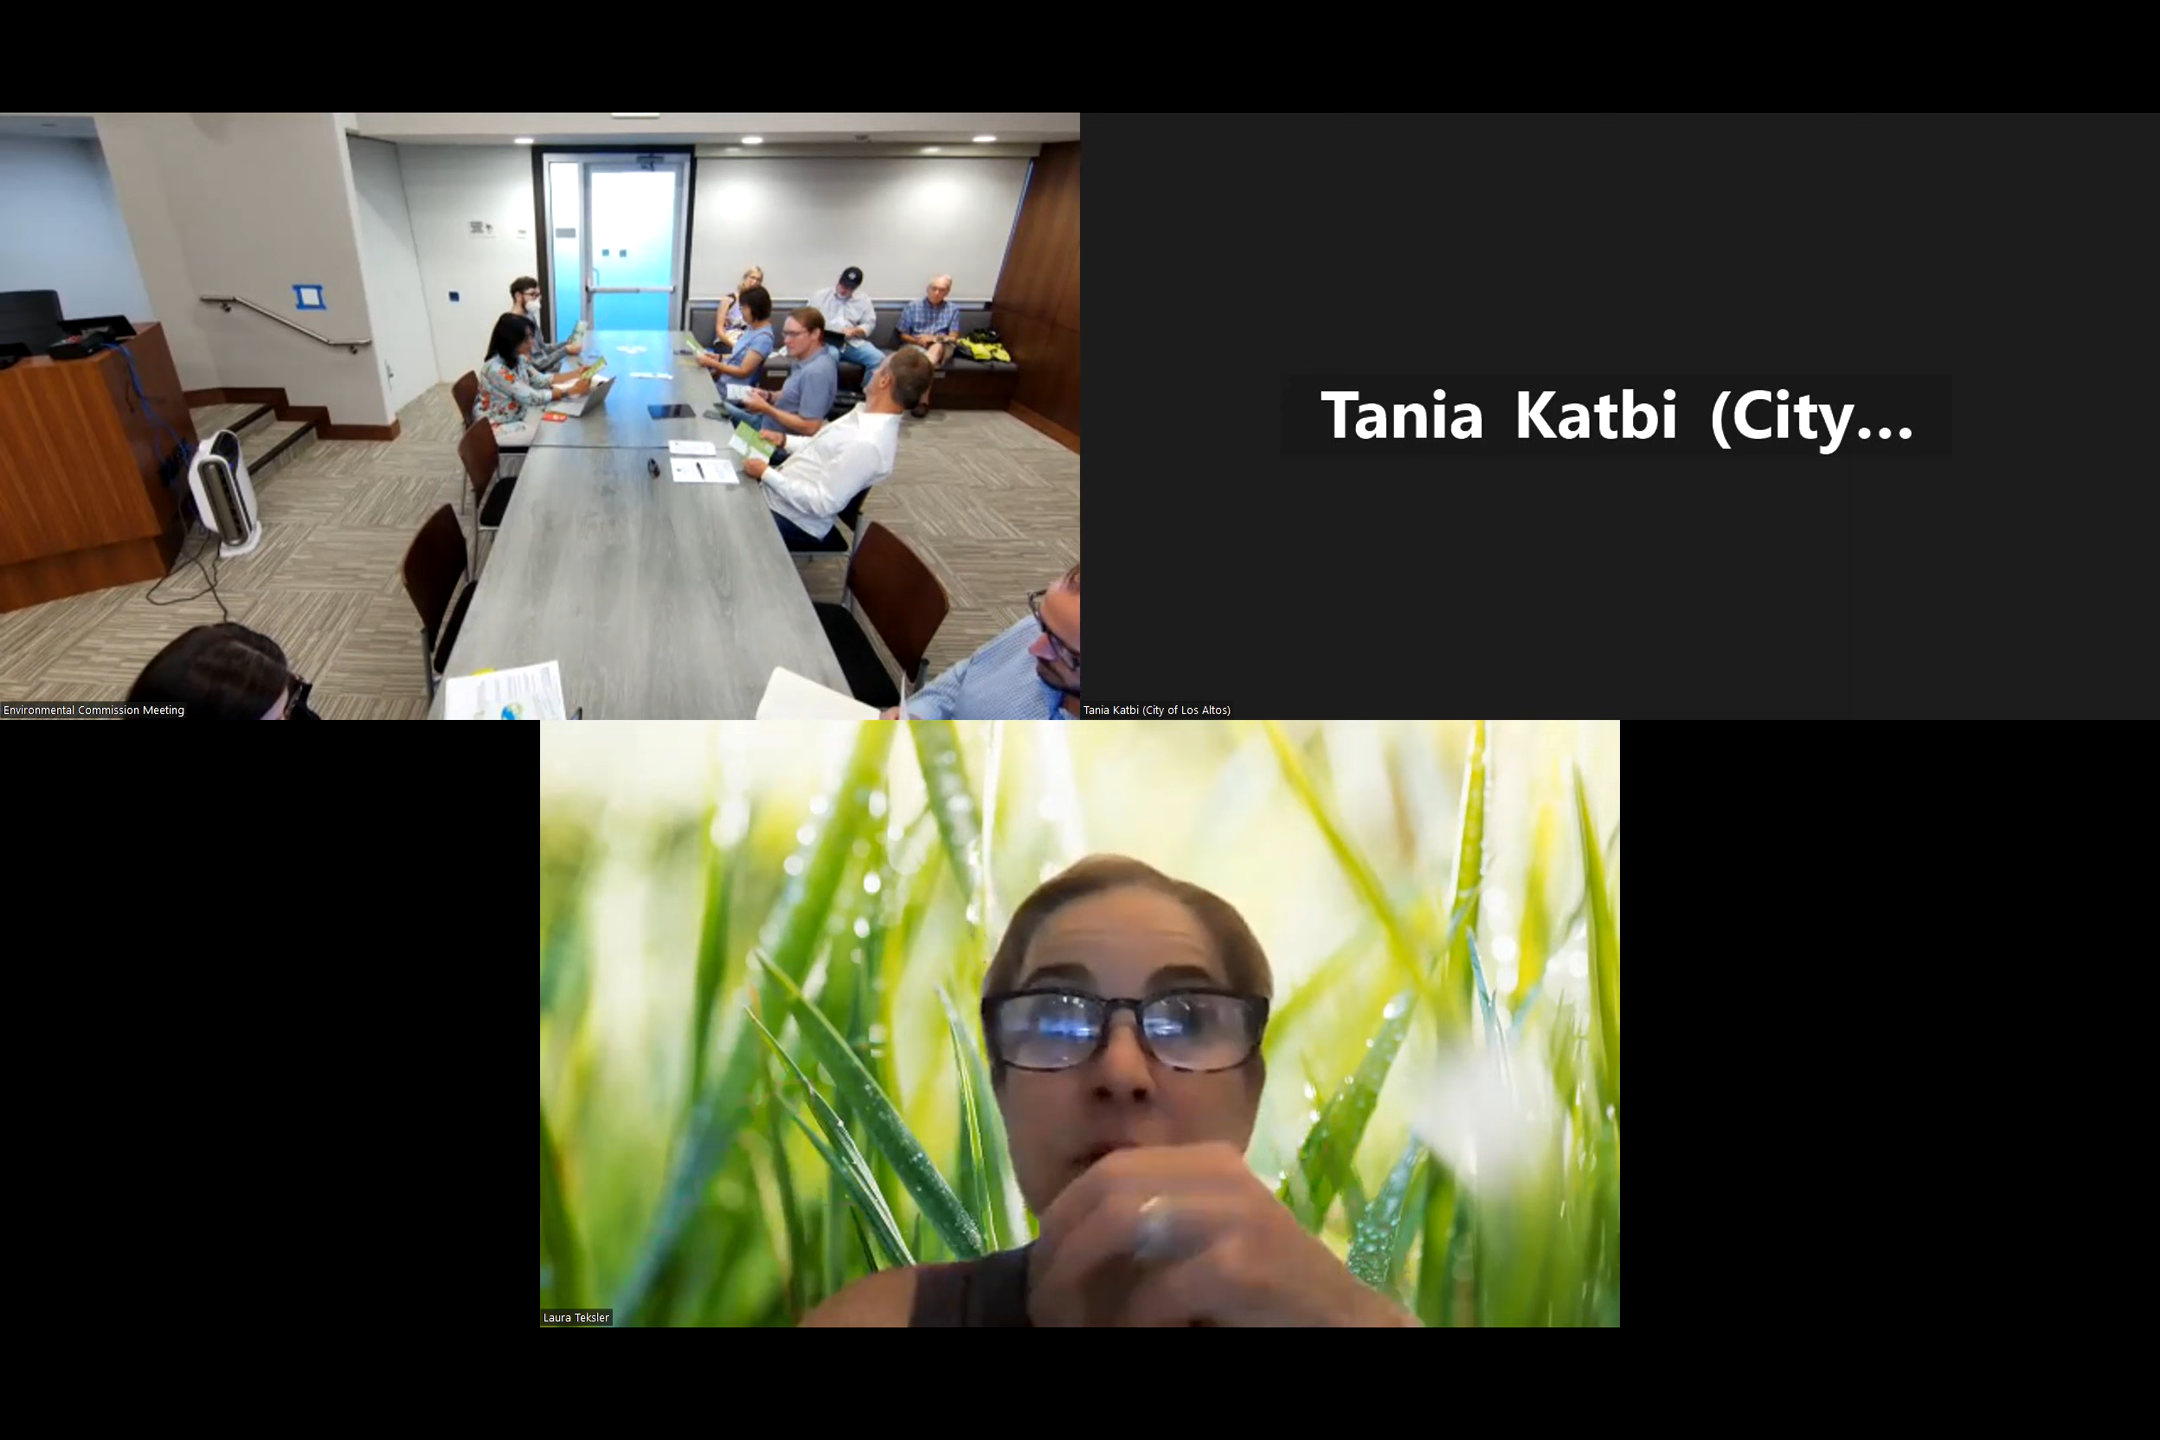 Tania Katbi (City...
Environmental Commission Meeting
Tania Katbi (City of Los Altos)
Laura Teksler